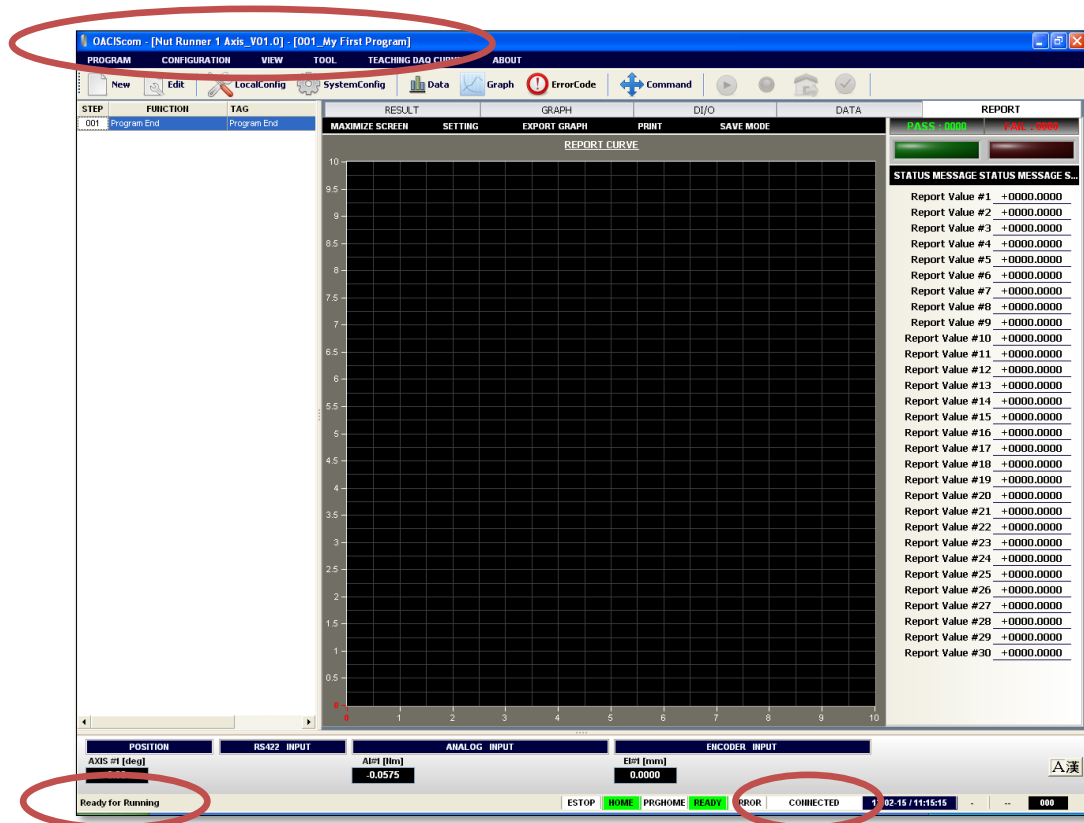 OACIScom - [Nut Runner 1 Axis_V01.0] - [001_My First Program]
PROGRAM CONFIGURATION VIEW TOOL TEACHING DAQ CURVE ABOUT
New Edit LocalConfig SystemConfig Data Graph ErrorCode Command
STEP FUNCTION TAG
001 Program End Program End
RESULT GRAPH DI/O DATA REPORT
MAXIMIZE SCREEN SETTING EXPORT GRAPH PRINT SAVE MODE
PASS : 0000 FAIL : 0000
REPORT CURVE
STATUS MESSAGE STATUS MESSAGE S...
10
9.5
9
8.5
8
7.5
7
6.5
6
5.5
5
4.5
4
3.5
3
2.5
2
1.5
1
0.5
0
0 1 2 3 4 5 6 7 8 9 10
Report Value #1 +0000.0000
Report Value #2 +0000.0000
Report Value #3 +0000.0000
Report Value #4 +0000.0000
Report Value #5 +0000.0000
Report Value #6 +0000.0000
Report Value #7 +0000.0000
Report Value #8 +0000.0000
Report Value #9 +0000.0000
Report Value #10 +0000.0000
Report Value #11 +0000.0000
Report Value #12 +0000.0000
Report Value #13 +0000.0000
Report Value #14 +0000.0000
Report Value #15 +0000.0000
Report Value #16 +0000.0000
Report Value #17 +0000.0000
Report Value #18 +0000.0000
Report Value #19 +0000.0000
Report Value #20 +0000.0000
Report Value #21 +0000.0000
Report Value #22 +0000.0000
Report Value #23 +0000.0000
Report Value #24 +0000.0000
Report Value #25 +0000.0000
Report Value #26 +0000.0000
Report Value #27 +0000.0000
Report Value #28 +0000.0000
Report Value #29 +0000.0000
Report Value #30 +0000.0000
POSITION RS422 INPUT ANALOG INPUT ENCODER INPUT
AXIS #1 [deg] AI#1 [Nm] EI#1 [mm]
-0.0575 0.0000
A漢
Ready for Running ESTOP HOME PRGHOME READY CONNECTED 02-15 / 11:15:15 - -- 000